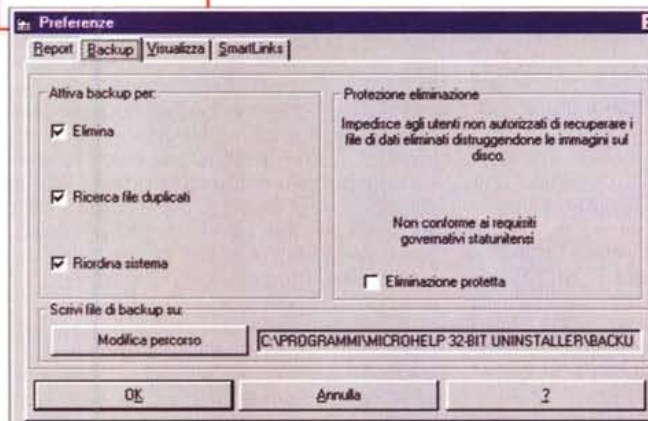 Preferenze
Report Backup Visualizza SmartLinks
Attiva backup per:
Elimina
Ricerca file duplicati
Riordina sistema
Protezione eliminazione
Impedisce agli utenti non autorizzati di recuperare i
file di dati eliminati distruggendone le immagini sul
disco.
Non conforme ai requisiti
governativi statunitensi
Eliminazione protetta
Scrivi file di backup su:
Modifica percorso
C:\PROGRAMMI\MICROHELP 32-BIT UNINSTALLER\BACKU
OK
Annulla
?